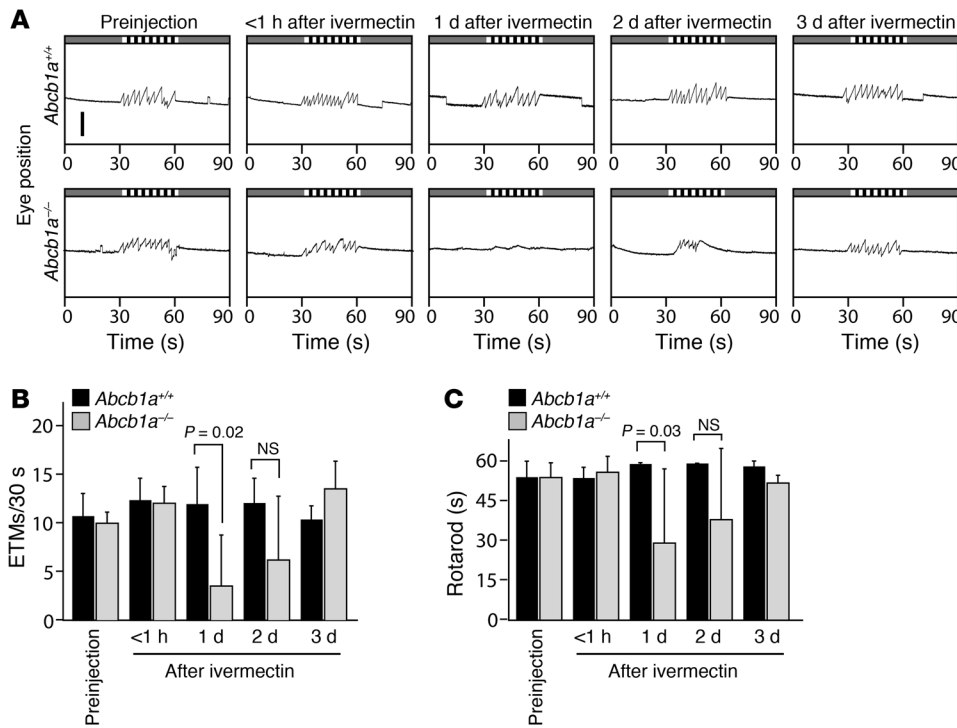 A
Preinjection
<1 h after ivermectin
1 d after ivermectin
2 d after ivermectin
3 d after ivermectin
Eye position
Abcb1a+/+
0 30 60 90
0 30 60 90
0 30 60 90
0 30 60 90
0 30 60 90
Abcb1a–/–
0 30 60 90
0 30 60 90
0 30 60 90
0 30 60 90
0 30 60 90
Time (s)
Time (s)
Time (s)
Time (s)
Time (s)
B
Abcb1a+/+
Abcb1a–/–
ETMs/30 s
20
15
10
5
0
P = 0.02
NS
Preinjection
<1 h
1 d
2 d
3 d
After ivermectin
C
Abcb1a+/+
Abcb1a–/–
Rotarod (s)
60
45
30
15
0
P = 0.03
NS
Preinjection
<1 h
1 d
2 d
3 d
After ivermectin